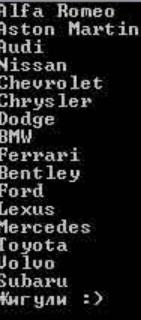 Alfa Romeo
Aston Martin
Audi
Nissan
Chevrolet
Chrysler
Dodge
BMW
Ferrari
Bentley
Ford
Lexus
Mercedes
Toyota
Volvo
Subaru
Жигули :)